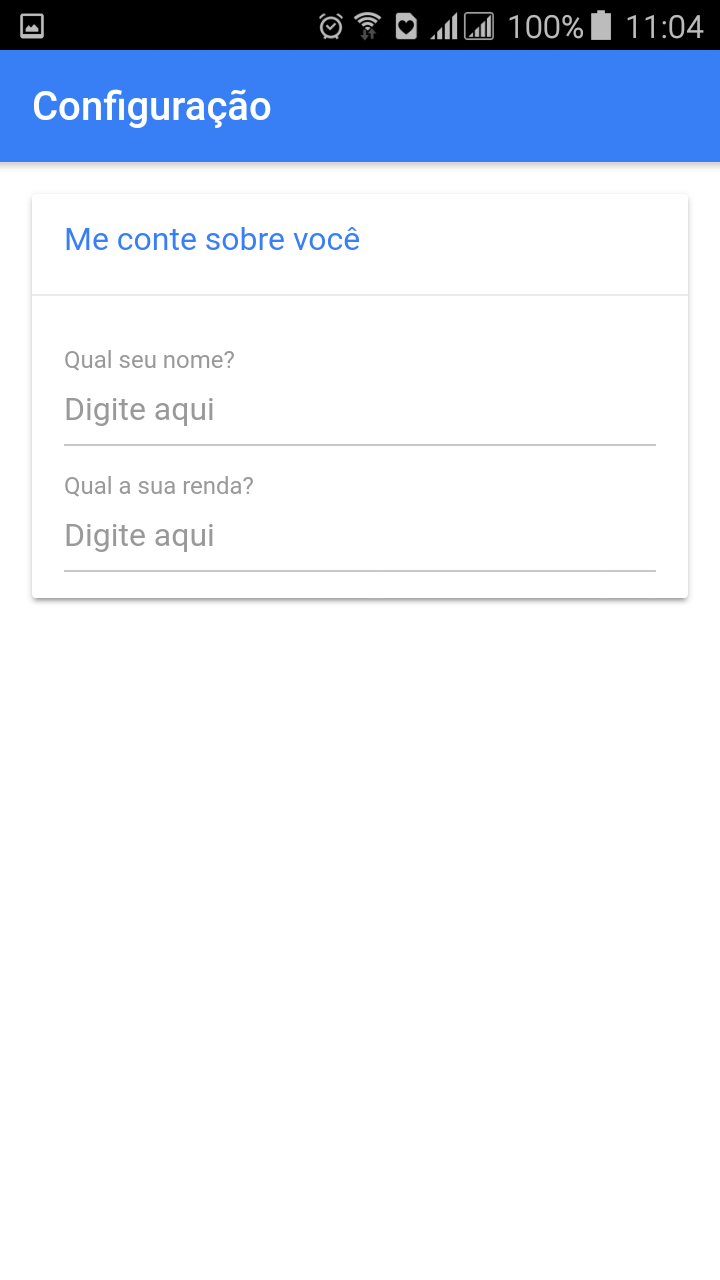 100% 11:04
Configuração
Me conte sobre você
Qual seu nome?
Digite aqui
Qual a sua renda?
Digite aqui